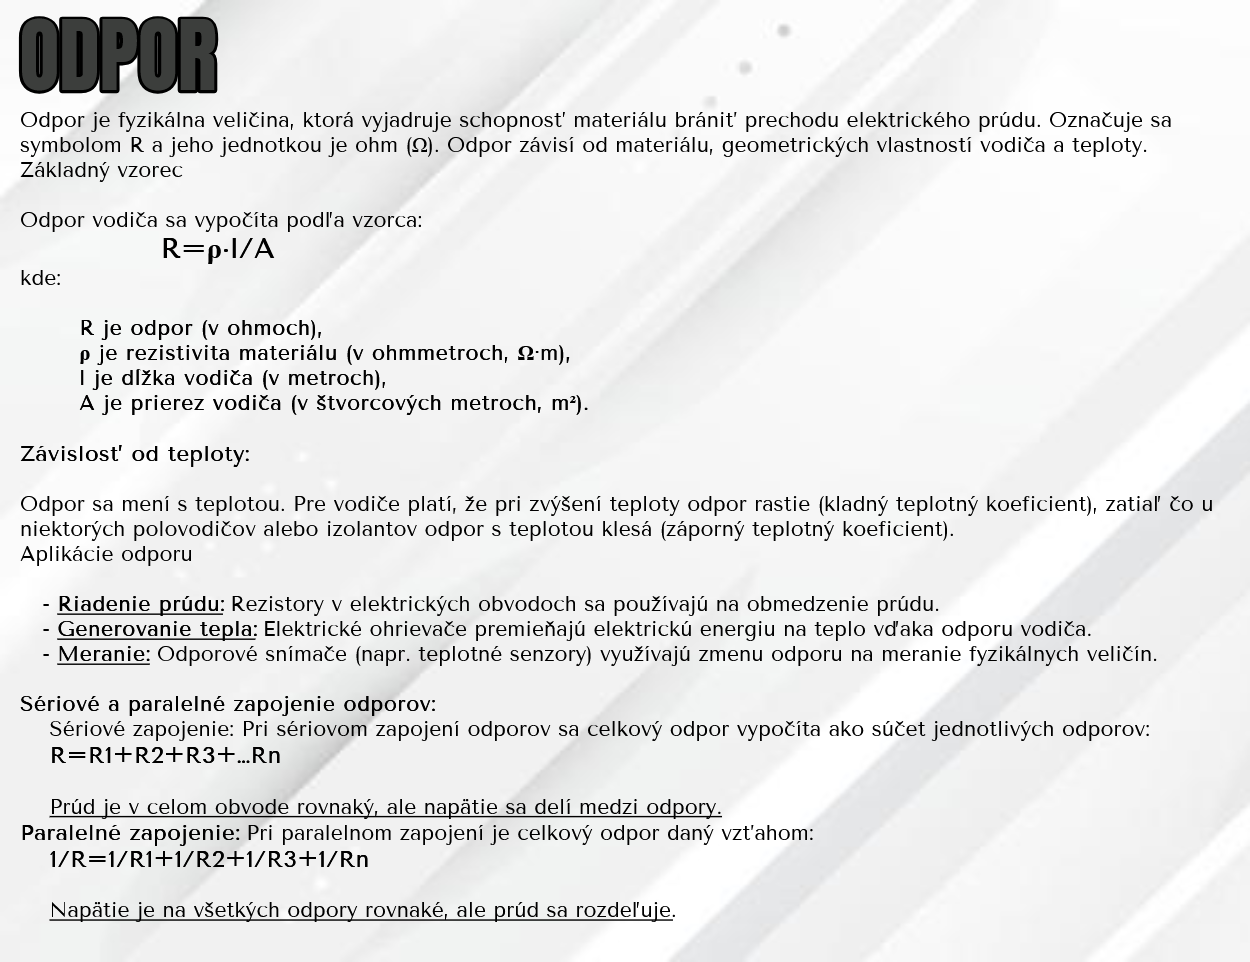 ODPOR
Odpor je fyzikálna veličina, ktorá vyjadruje schopnosť materiálu brániť prechodu elektrického prúdu. Označuje sa
symbolom R a jeho jednotkou je ohm (Ω). Odpor závisí od materiálu, geometrických vlastností vodiča a teploty.
Základný vzorec
Odpor vodiča sa vypočíta podľa vzorca:
R=ρ·l/A
kde:
R je odpor (v ohmoch),
ρ je rezistivita materiálu (v ohmmetroch, Ω·m),
l je dĺžka vodiča (v metroch),
A je prierez vodiča (v štvorcových metroch, m²).
Závislosť od teploty:
Odpor sa mení s teplotou. Pre vodiče platí, že pri zvýšení teploty odpor rastie (kladný teplotný koeficient), zatiaľ čo u
niektorých polovodičov alebo izolantov odpor s teplotou klesá (záporný teplotný koeficient).
Aplikácie odporu
- Riadenie prúdu: Rezistory v elektrických obvodoch sa používajú na obmedzenie prúdu.
- Generovanie tepla: Elektrické ohrievače premieňajú elektrickú energiu na teplo vďaka odporu vodiča.
- Meranie: Odporové snímače (napr. teplotné senzory) využívajú zmenu odporu na meranie fyzikálnych veličín.
Sériové a paralelné zapojenie odporov:
Sériové zapojenie: Pri sériovom zapojení odporov sa celkový odpor vypočíta ako súčet jednotlivých odporov:
R=R1+R2+R3+...Rn
Prúd je v celom obvode rovnaký, ale napätie sa delí medzi odpory.
Paralelné zapojenie: Pri paralelnom zapojení je celkový odpor daný vzťahom:
1/R=1/R1+1/R2+1/R3+1/Rn
Napätie je na všetkých odpory rovnaké, ale prúd sa rozdeľuje.